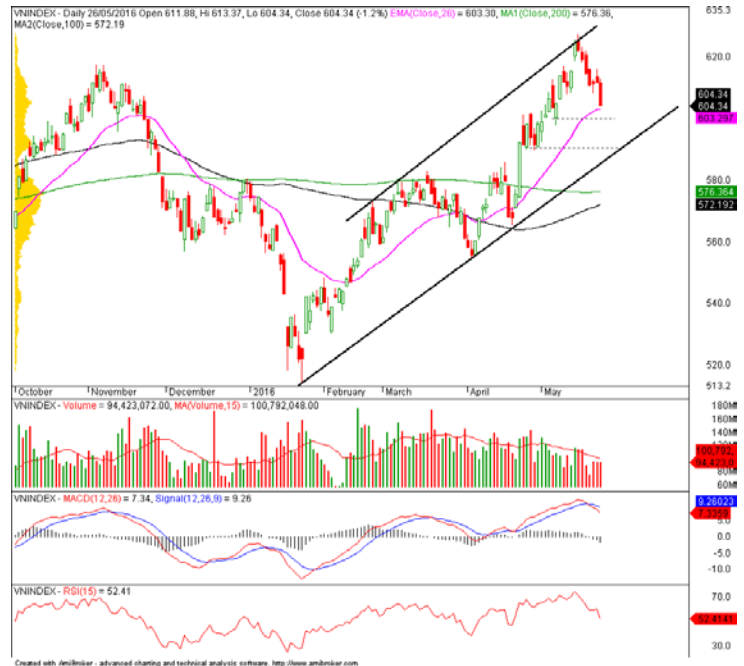 VNINDEX - Daily 26/05/2016 Open 611.88, Hi 613.37, Lo 604.34, Close 604.34 (-1.2%) EMA(Close,26) = 603.30, MA1(Close,200) = 576.36,
MA2(Close,100) = 572.19
635.3
620.0
604.34
604.34
603.297
580.0
576.364
572.192
560.0
540.0
520.0
513.2
October November December 2016 February March April May
VNINDEX - Volume = 94,423,072.00, MA(Volume,15) = 100,792,048.00
180M
160M
140M
100,792,
94,423,0
80M
60M
VNINDEX - MACD(12,26) = 7.34, Signal(12,26,9) = 9.26
9.26023
7.3359
5.0
0.0
-5.0
-10.0
VNINDEX - RSI(15) = 52.41
70.0
52.4141
30.0
Created with AmiBroker - advanced charting and technical analysis software. http://www.amibroker.com